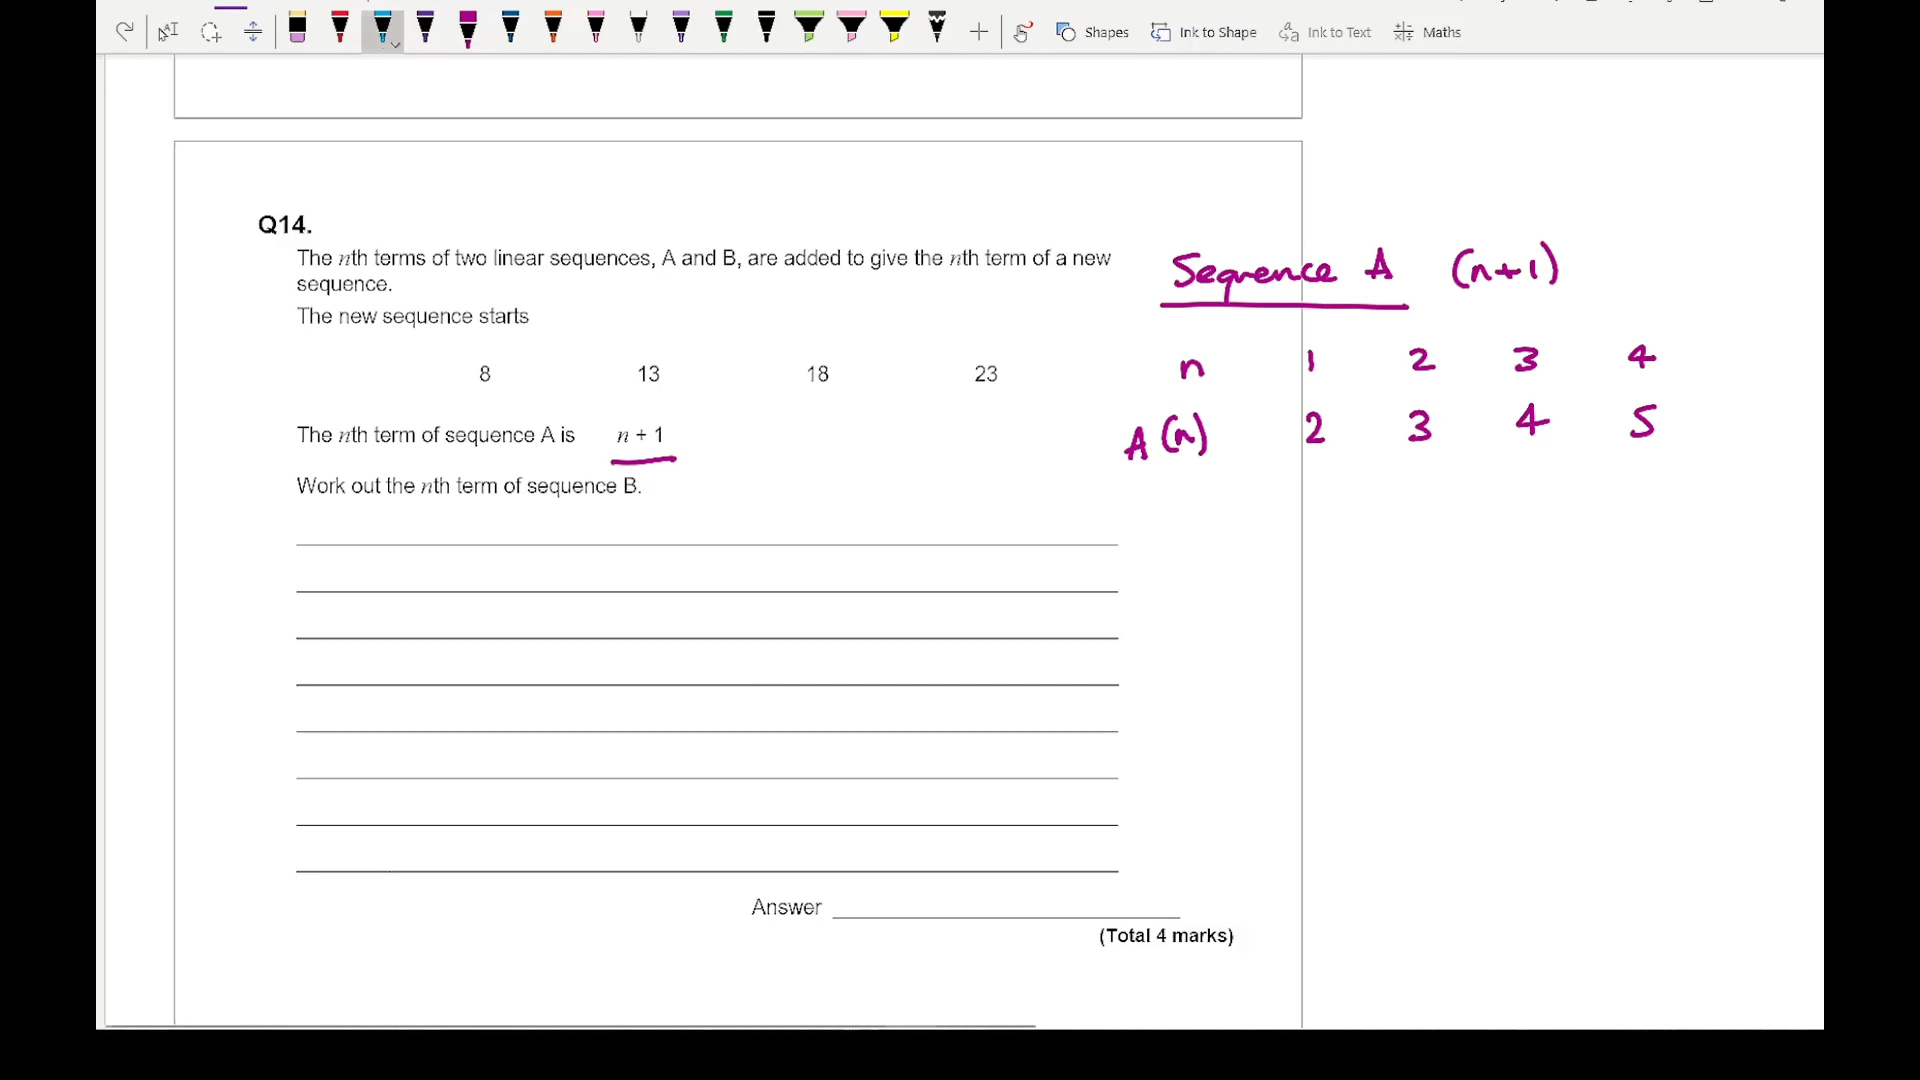 Shapes Ink to Shape Ink to Text Maths
Q14.
The nth terms of two linear sequences, A and B, are added to give the nth term of a new
sequence.
The new sequence starts
8 13 18 23
The nth term of sequence A is n + 1
Work out the nth term of sequence B.
Answer
(Total 4 marks)
Sequence A (n+1)
n 1 2 3 4
A(n) 2 3 4 5